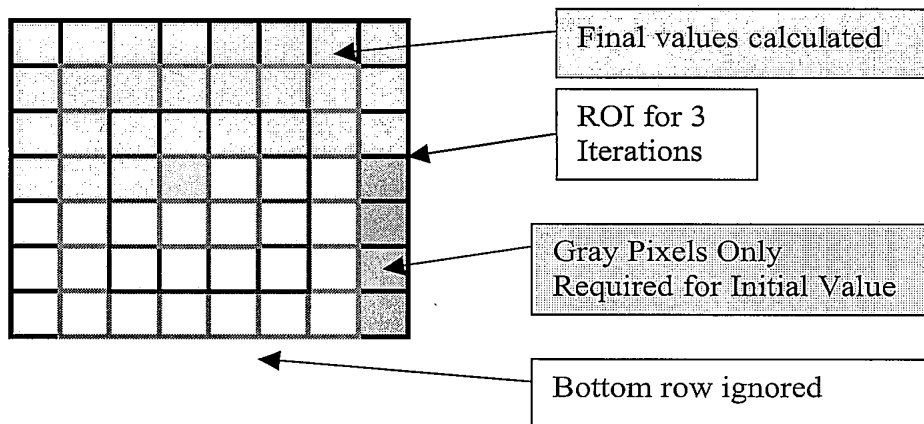 Final values calculated
ROI for 3
Iterations
Gray Pixels Only
Required for Initial Value
Bottom row ignored